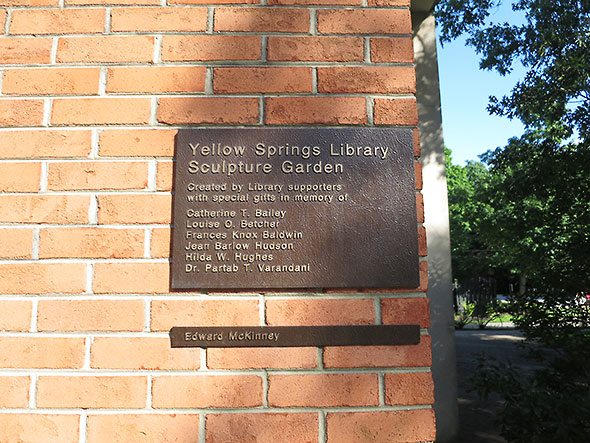 Yellow Springs Library
Sculpture Garden
Created by Library supporters
with special gifts in memory of
Catherine T. Bailey
Louise O. Betcher
Frances Knox Baldwin
Jean Barlow Hudson
Hilda W. Hughes
Dr. Partab T. Varandani
Edward McKinney